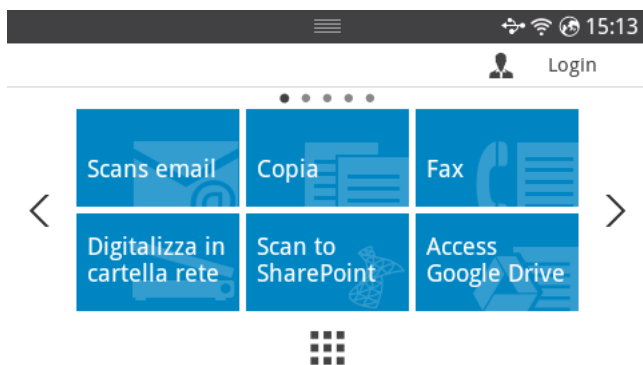 15:13
Login
Scans email
Copia
Fax
Digitalizza in
cartella rete
Scan to
SharePoint
Access
Google Drive